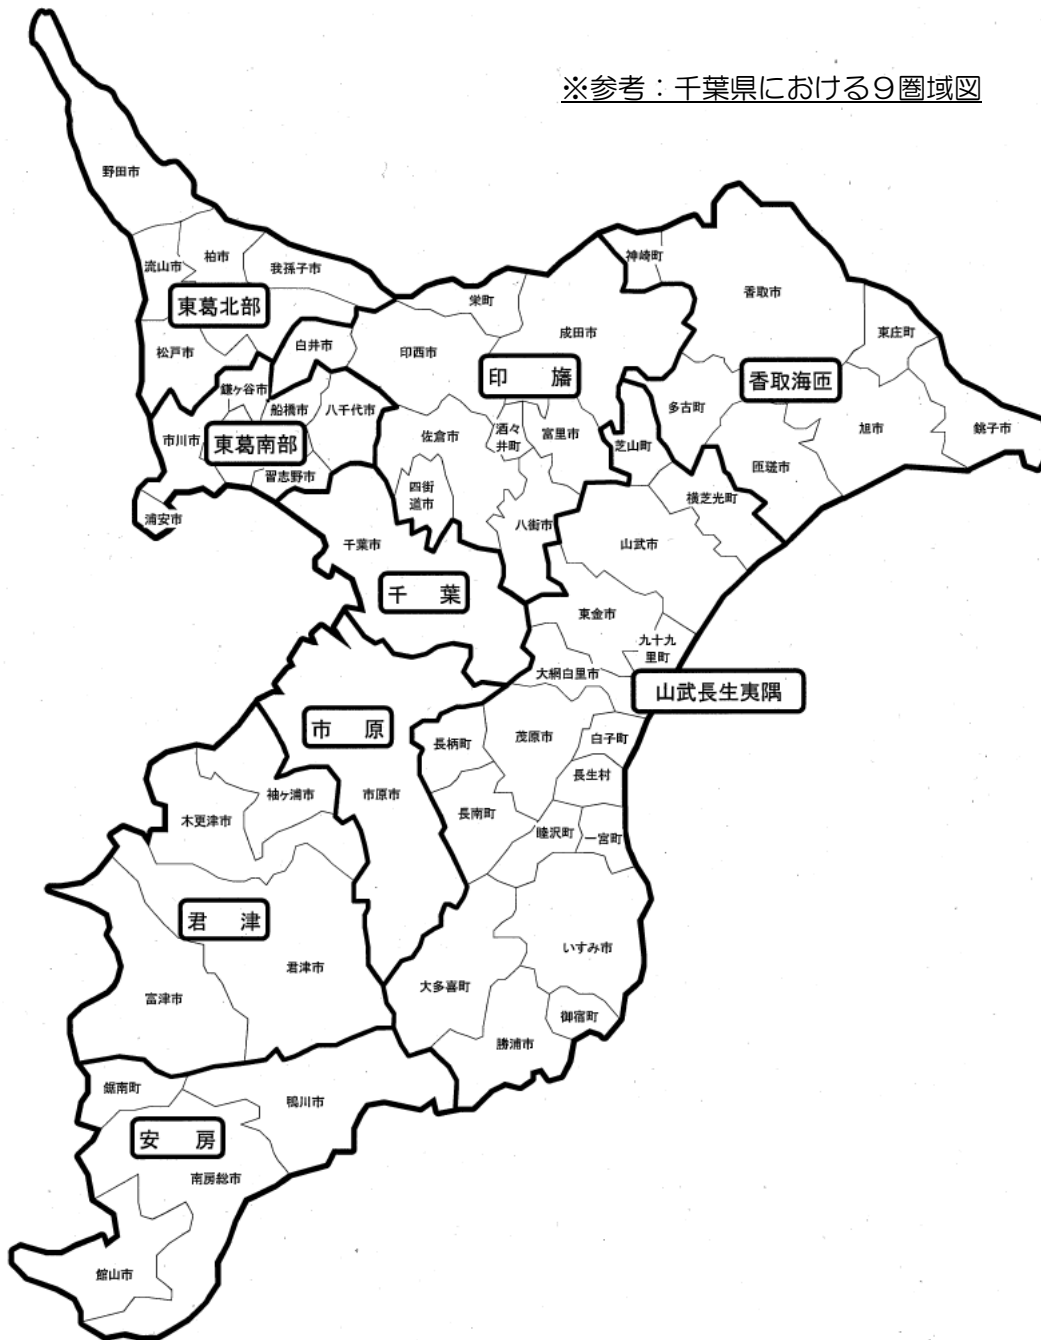 ※参考：千葉県における９圏域図
野田市
流山市
柏市
我孫子市
東葛北部
松戸市
栄町
成田市
神崎町
香取市
東庄町
白井市
印西市
印　旛
香取海匝
鎌ヶ谷市
船橋市
八千代市
市川市
東葛南部
習志野市
浦安市
佐倉市
酒々
井町
富里市
四街
道市
八街市
芝山町
多古町
旭市
銚子市
匝瑳市
横芝光町
山武市
千葉市
千　葉
東金市
九十九
里町
大網白里市
山武長生夷隅
市　原
長柄町
茂原市
白子町
長生村
市原市
袖ヶ浦市
木更津市
長南町
睦沢町
一宮町
君　津
君津市
富津市
いすみ市
大多喜町
御宿町
勝浦市
鋸南町
鴨川市
安　房
南房総市
館山市